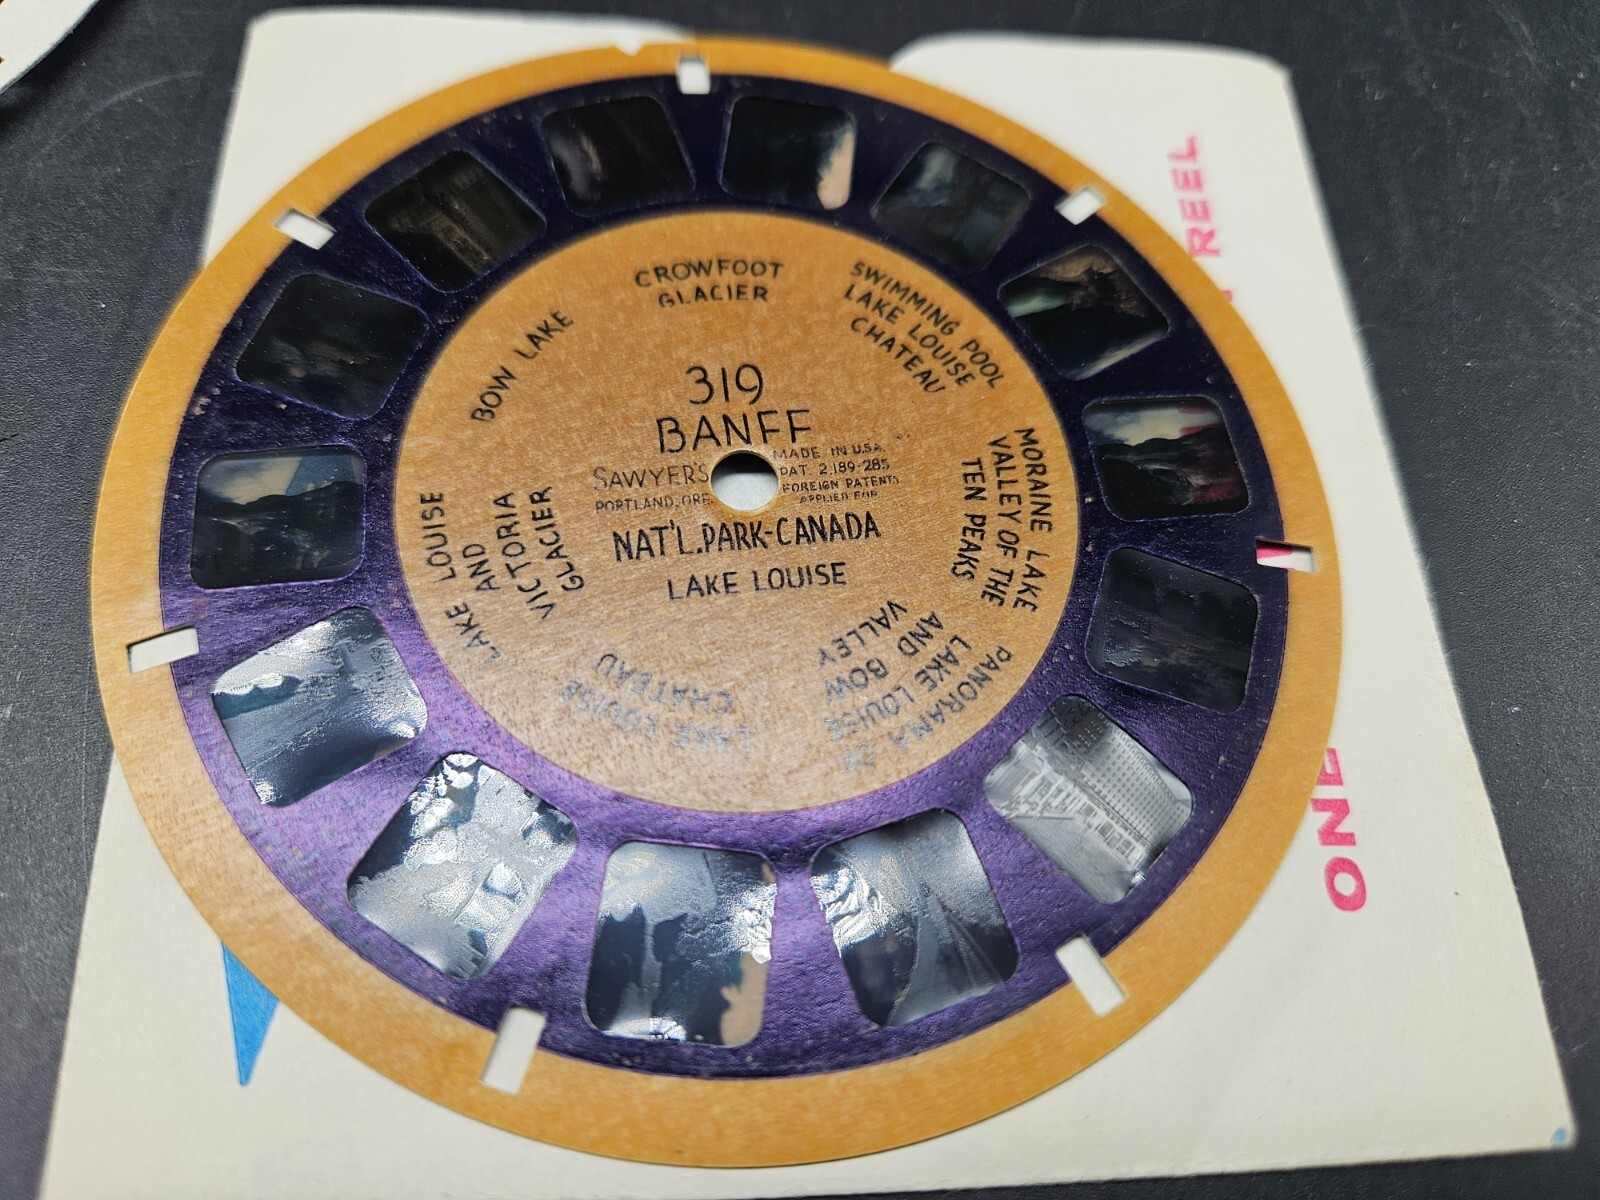 319
BANFF
SAWYER'S
PORTLAND, ORE.
MADE IN U.S.A.
PAT. 2,189,285
FOREIGN PATENTS
APPLIED FOR
NAT'L. PARK-CANADA
LAKE LOUISE
CROWFOOT
GLACIER
SWIMMING POOL
LAKE LOUISE
CHATEAU
MORAINE LAKE
VALLEY OF THE
TEN PEAKS
PANORAMA OF
LAKE LOUISE
AND BOW
VALLEY
LAKE LOUISE
CHATEAU
LAKE LOUISE
AND
VICTORIA
GLACIER
BOW LAKE
ONE
REEL